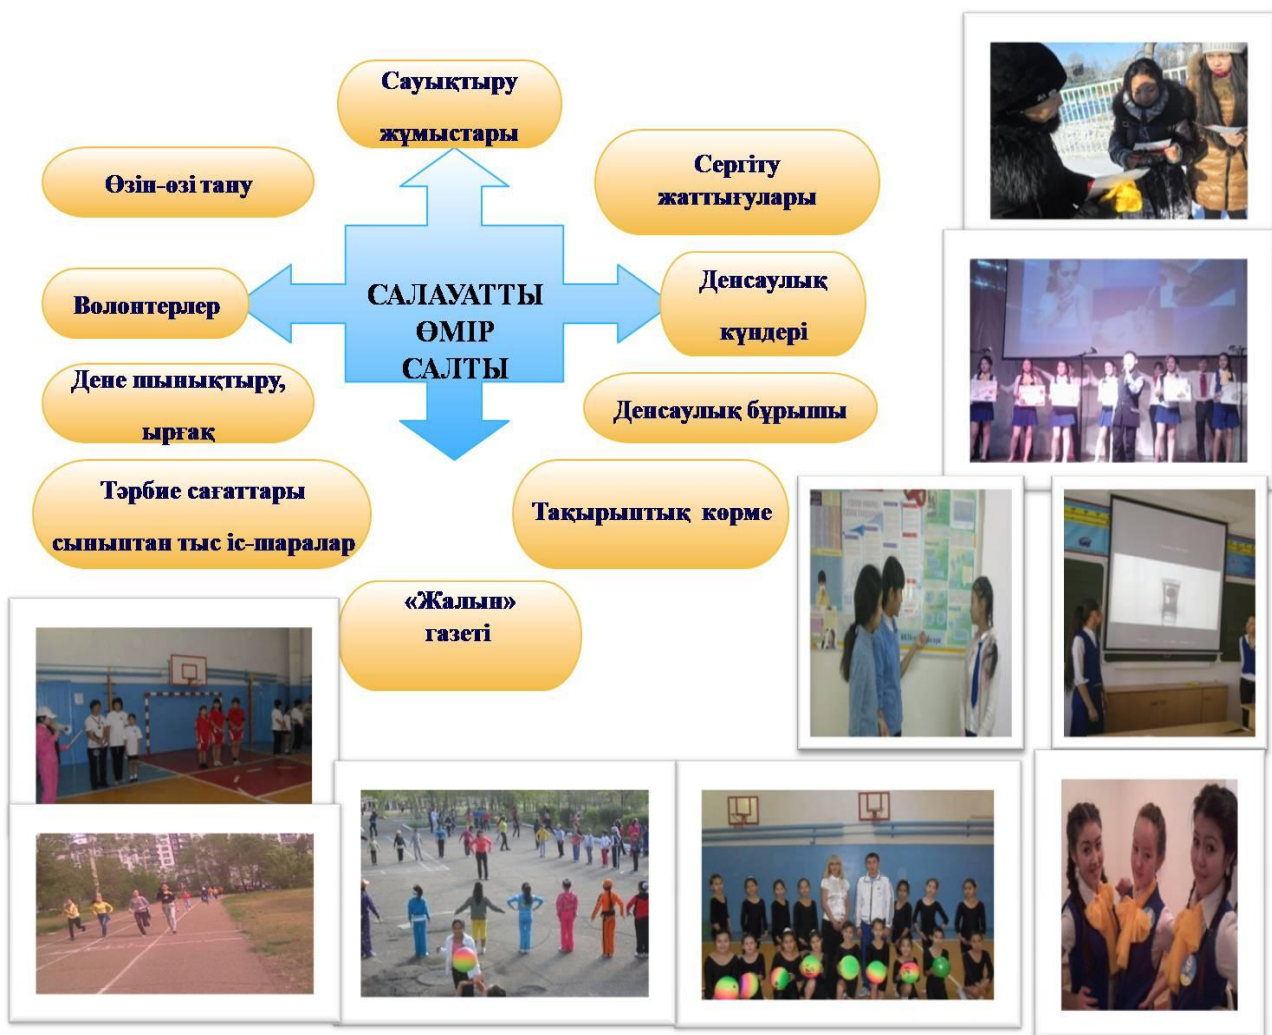 Сауықтыру
жұмыстары
Өзін-өзі тану
Сергіту
жаттығулары
Волонтерлер
САЛАУАТТЫ
ӨМІР
САЛТЫ
Денсаулық
күндері
Дене шынықтыру,
ырғақ
Денсаулық бұрышы
Тәрбие сағаттары
сыныптан тыс іс-шаралар
Тақырыптық көрме
«Жалын»
газеті